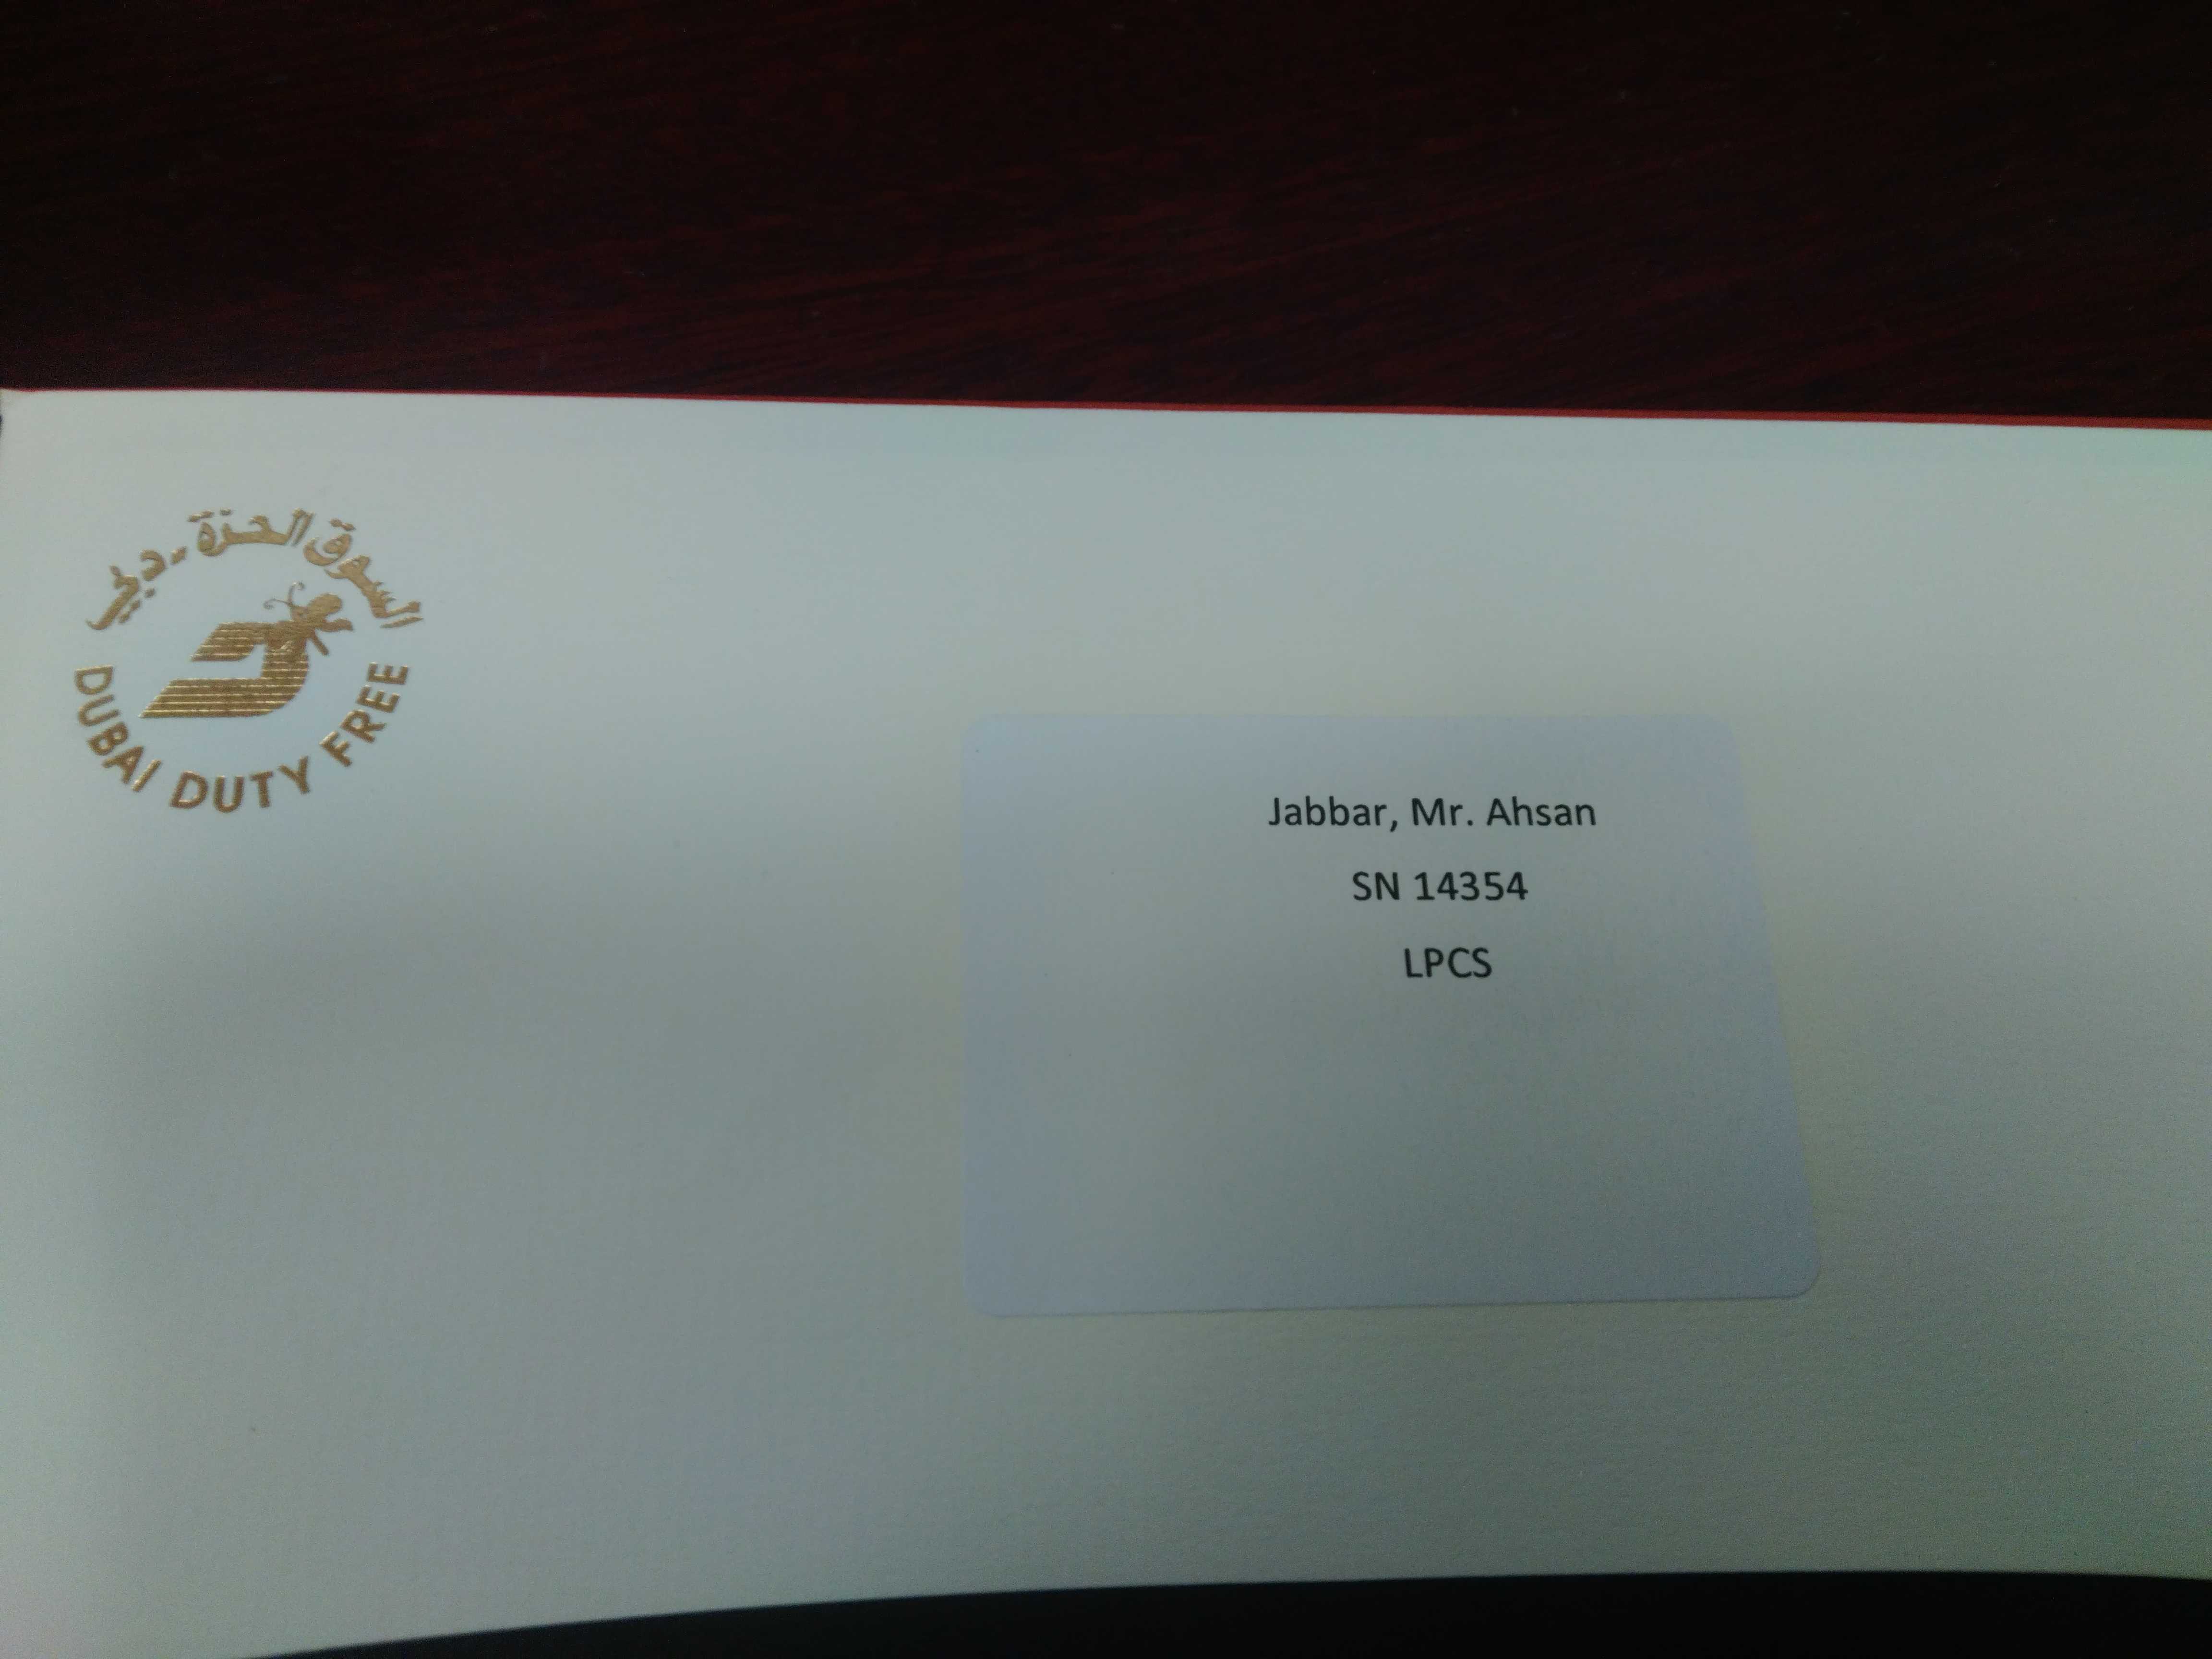 السوق الحرة - دبي
DUBAI DUTY FREE
Jabbar, Mr. Ahsan
SN 14354
LPCS